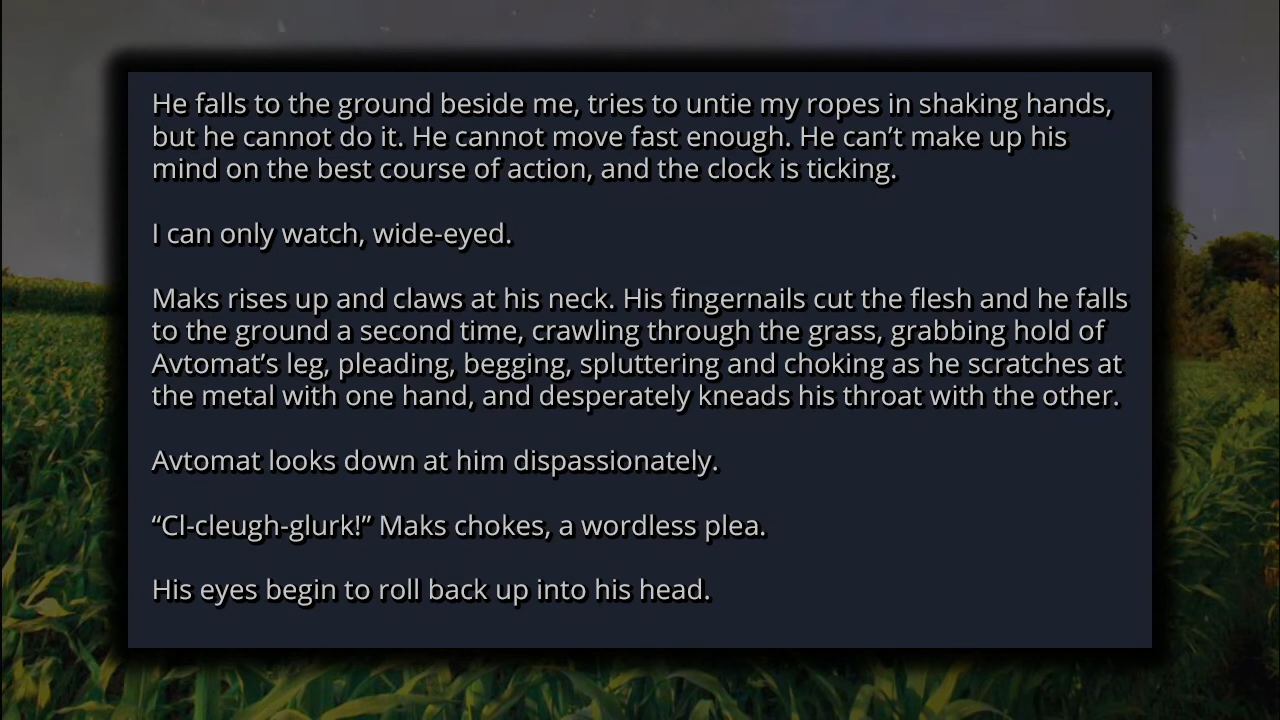 He falls to the ground beside me, tries to untie my ropes in shaking hands,
but he cannot do it. He cannot move fast enough. He can’t make up his
mind on the best course of action, and the clock is ticking.
I can only watch, wide-eyed.
Maks rises up and claws at his neck. His fingernails cut the flesh and he falls
to the ground a second time, crawling through the grass, grabbing hold of
Avtomat’s leg, pleading, begging, spluttering and choking as he scratches at
the metal with one hand, and desperately kneads his throat with the other.
Avtomat looks down at him dispassionately.
“Cl-cleugh-glurk!” Maks chokes, a wordless plea.
His eyes begin to roll back up into his head.